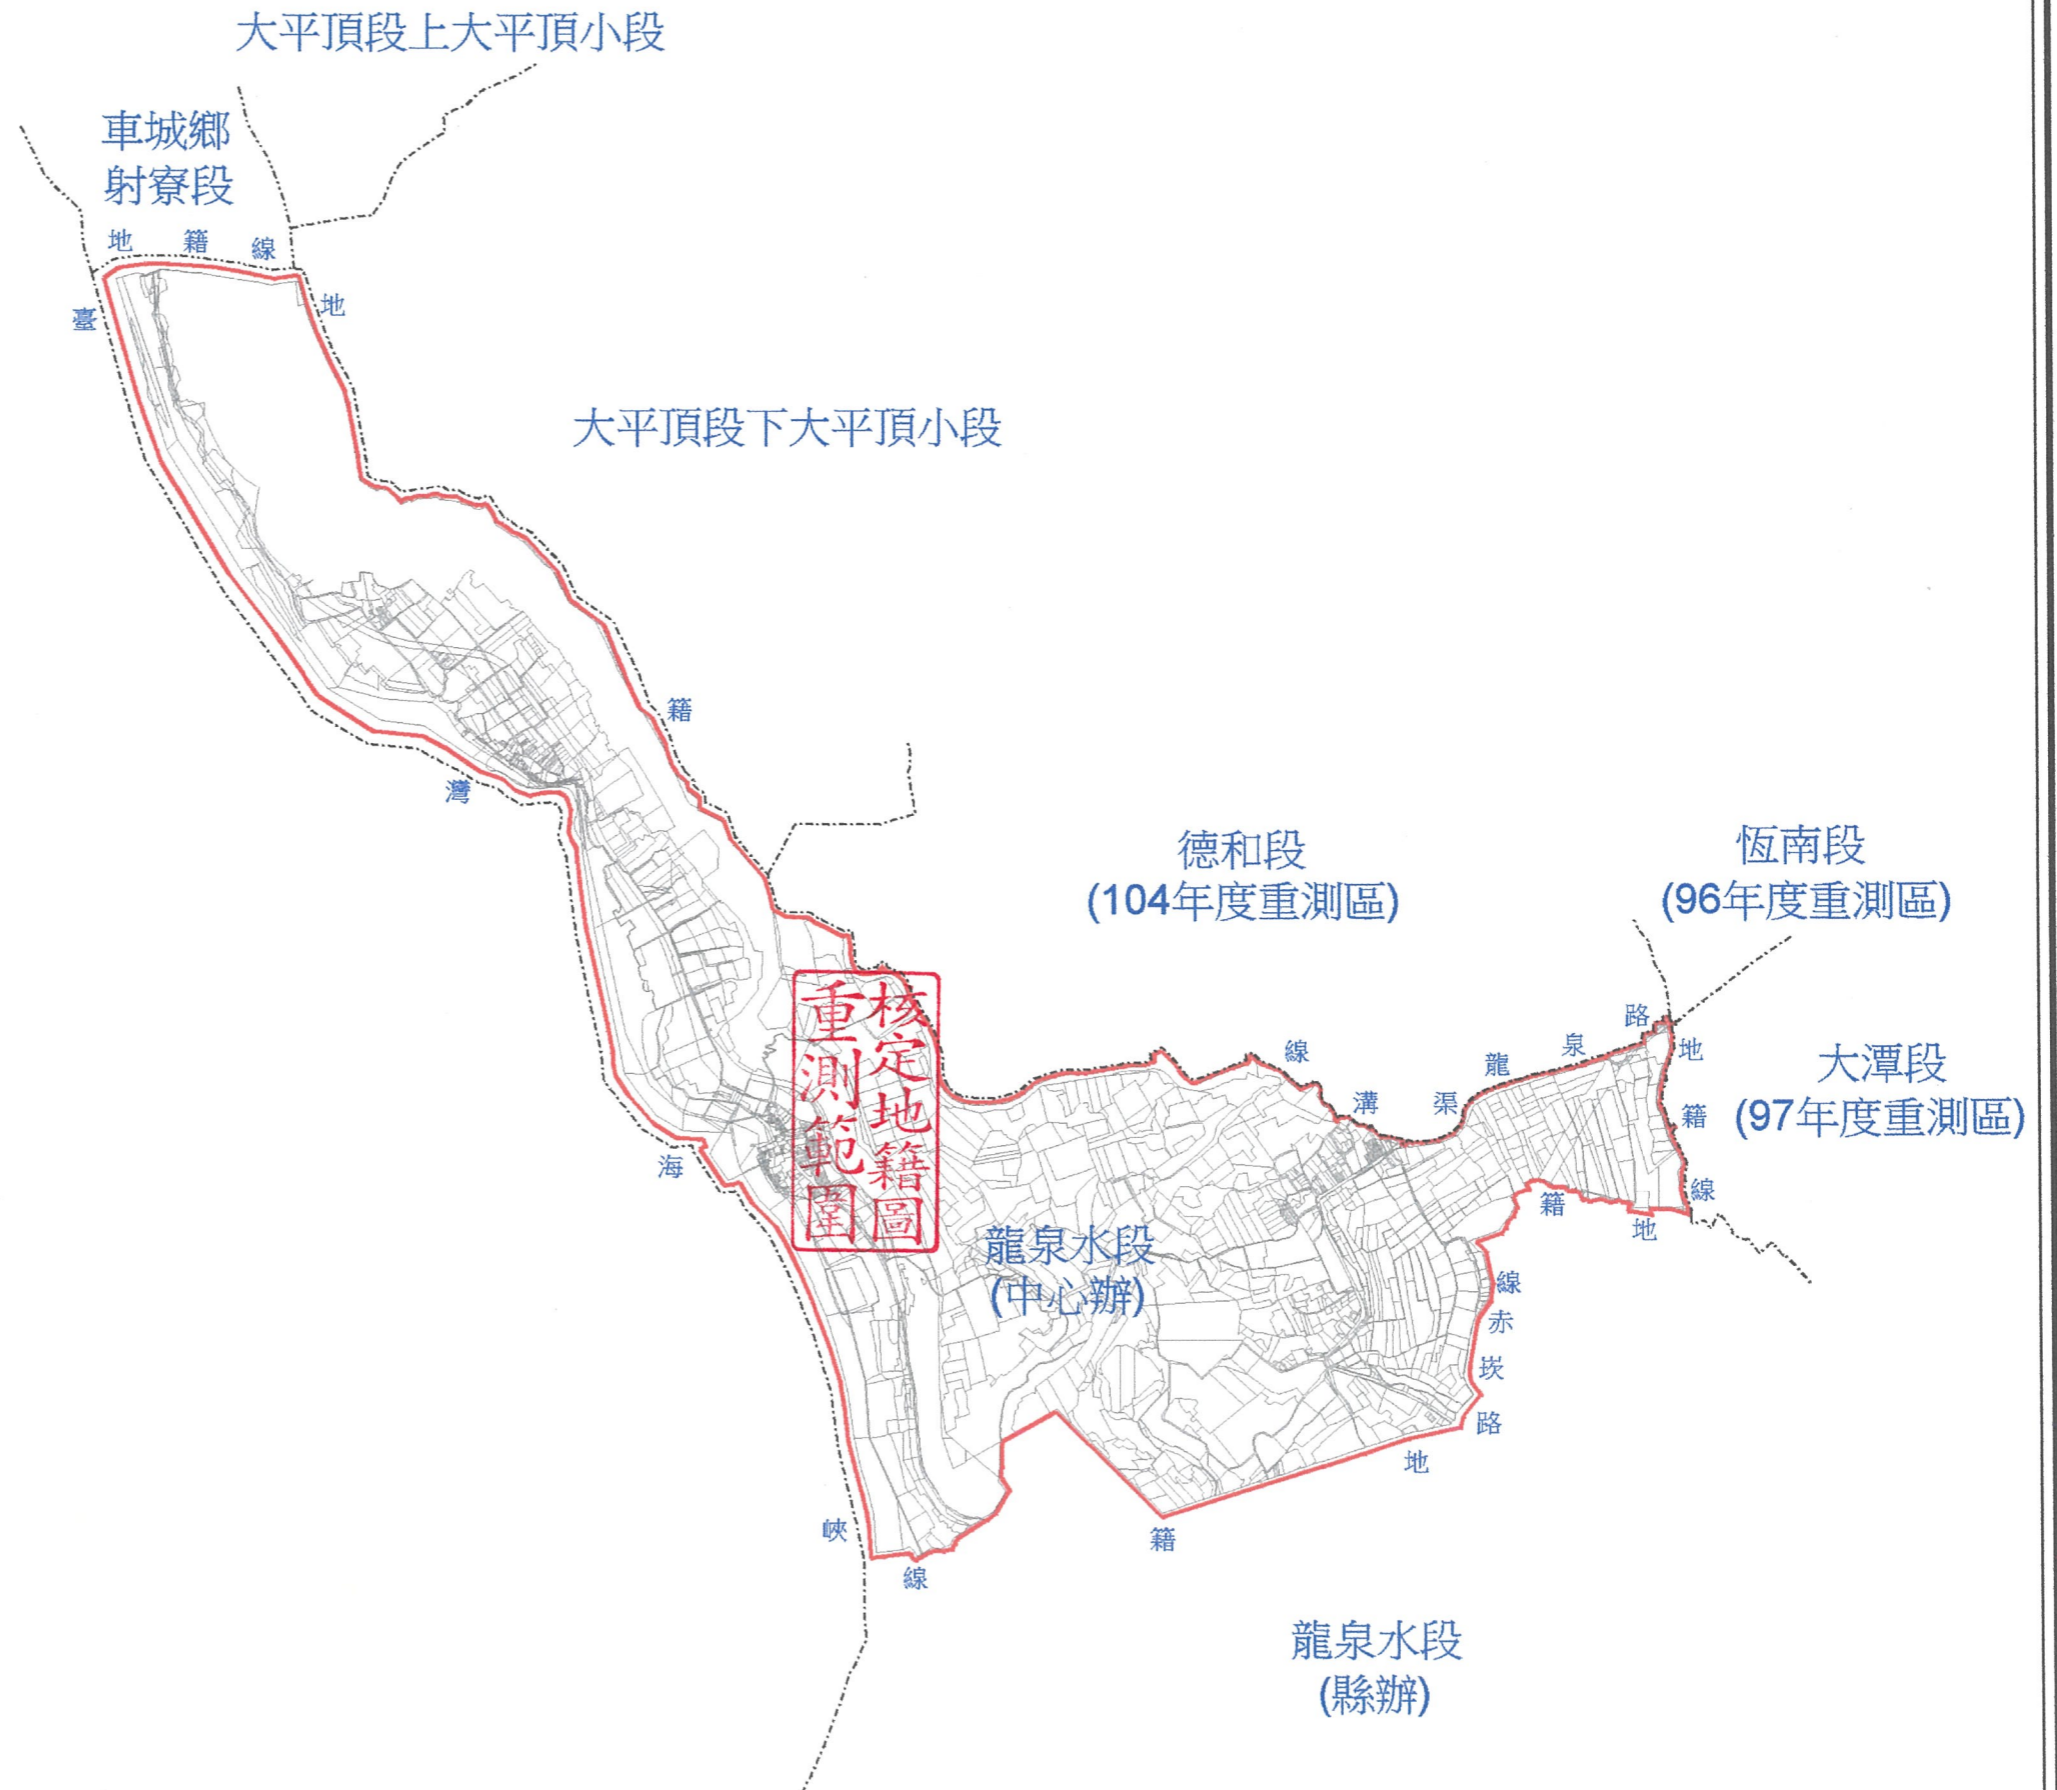 大平頂段上大平頂小段
車城鄉
射寮段
地籍線
地籍線
大平頂段下大平頂小段
臺灣海峽
德和段
(104年度重測區)
恆南段
(96年度重測區)
溝渠
龍泉路
地籍線
大潭段
(97年度重測區)
核定地籍圖
重測範圍
龍泉水段
(中心辦)
地籍線
赤崁路
地籍線
龍泉水段
(縣辦)